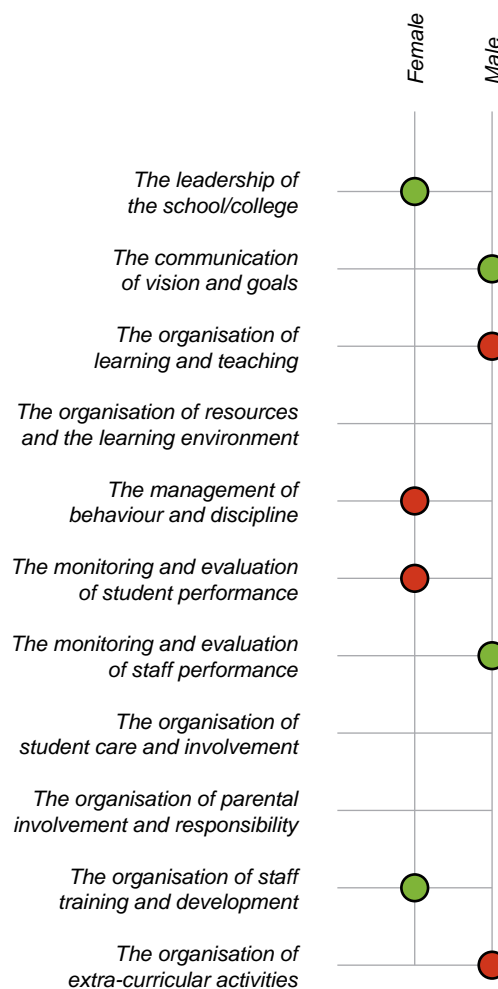 Female
Male
The leadership of
the school/college
The communication
of vision and goals
The organisation of
learning and teaching
The organisation of resources
and the learning environment
The management of
behaviour and discipline
The monitoring and evaluation
of student performance
The monitoring and evaluation
of staff performance
The organisation of
student care and involvement
The organisation of parental
involvement and responsibility
The organisation of staff
training and development
The organisation of
extra-curricular activities